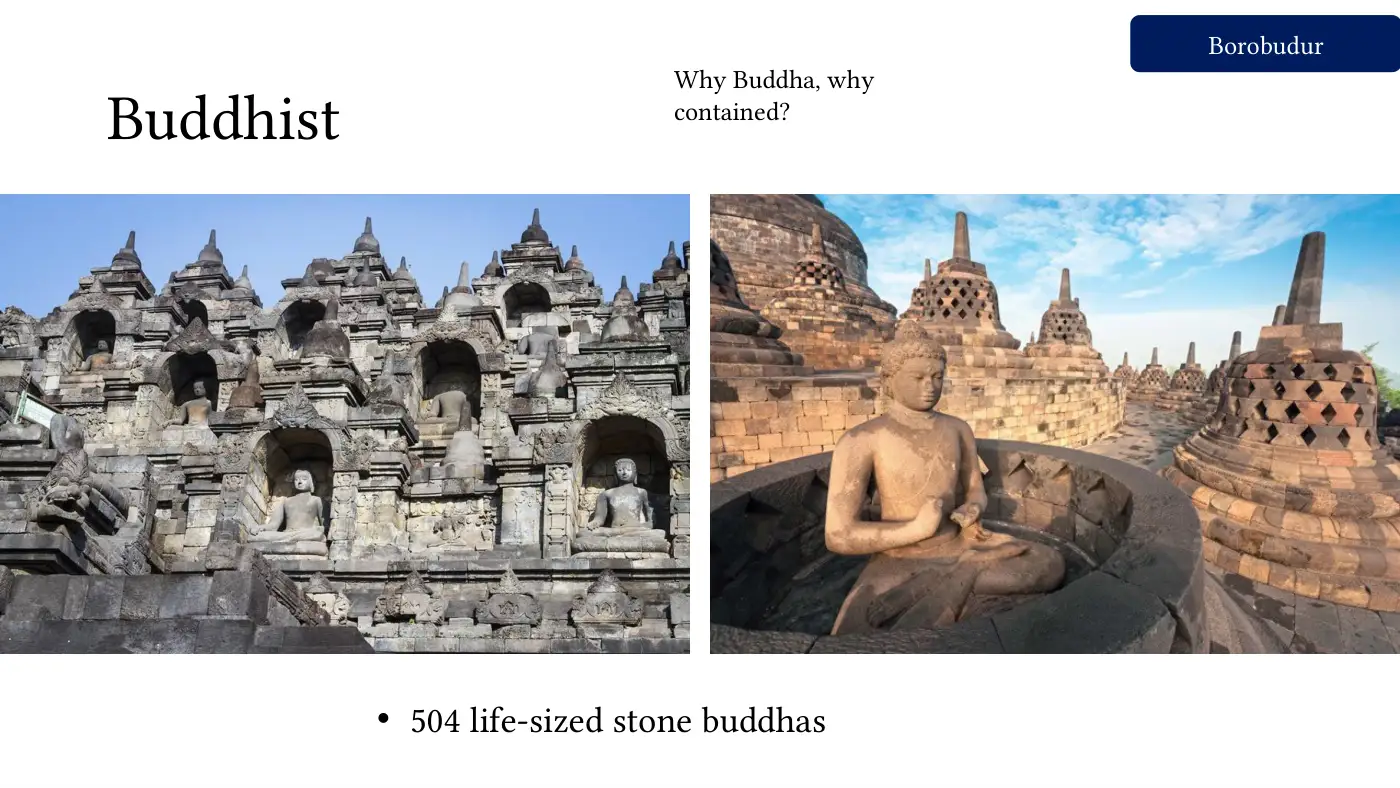 Borobudur
Why Buddha, why
contained?
Buddhist
• 504 life-sized stone buddhas